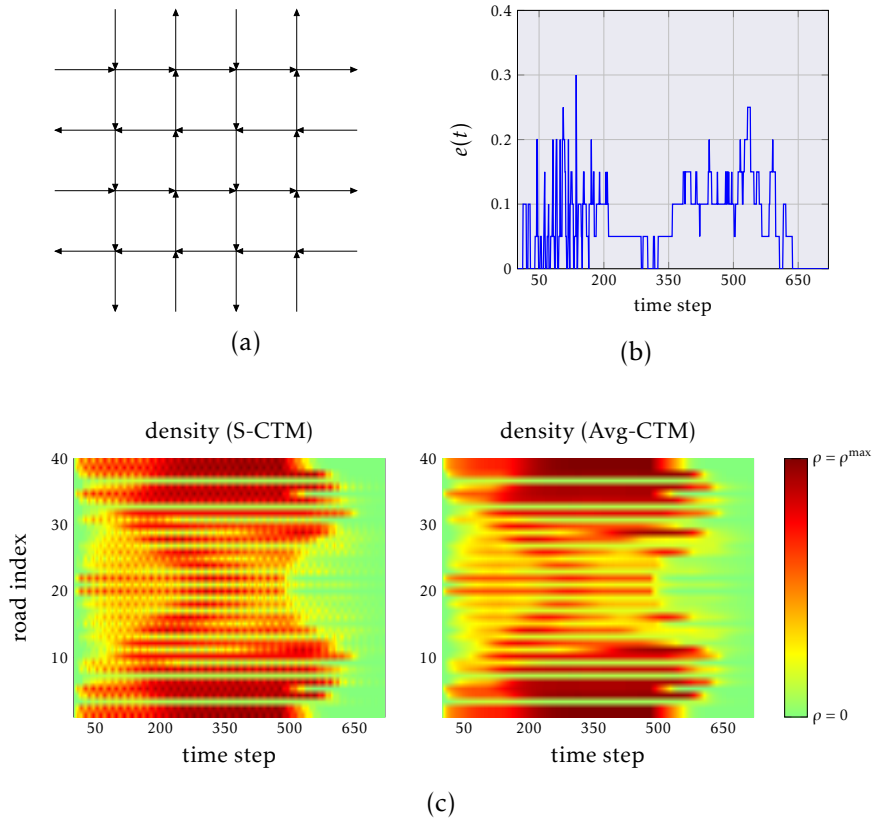 (a)
0.4
0.3
0.2
0.1
0
e(t)
50 200 350 500 650
time step
(b)
density (S-CTM)
40
30
20
10
road index
50 200 350 500 650
time step
density (Avg-CTM)
50 200 350 500 650
time step
ρ = ρmax
ρ = 0
(c)